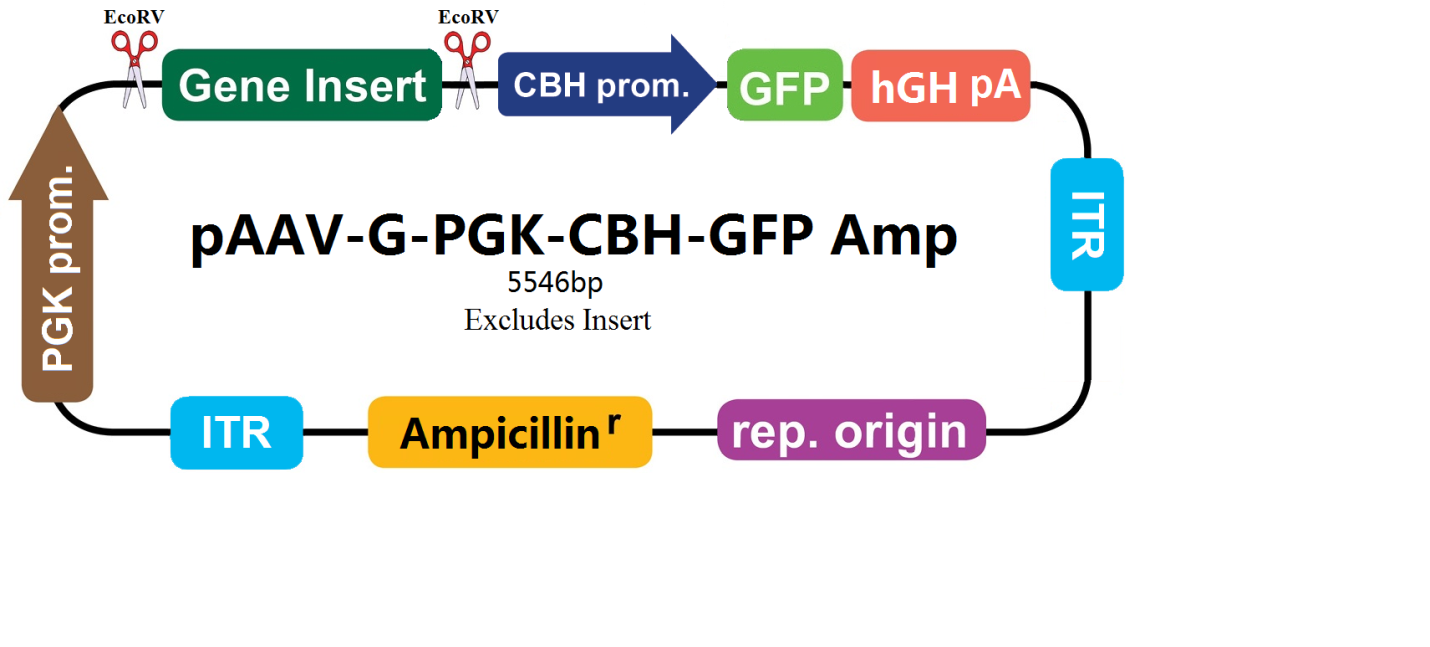 EcoRV
EcoRV
Gene Insert
CBH prom.
GFP
hGH pA
PGK prom.
ITR
pAAV-G-PGK-CBH-GFP Amp
5546bp
Excludes Insert
ITR
Ampicillin r
rep. origin